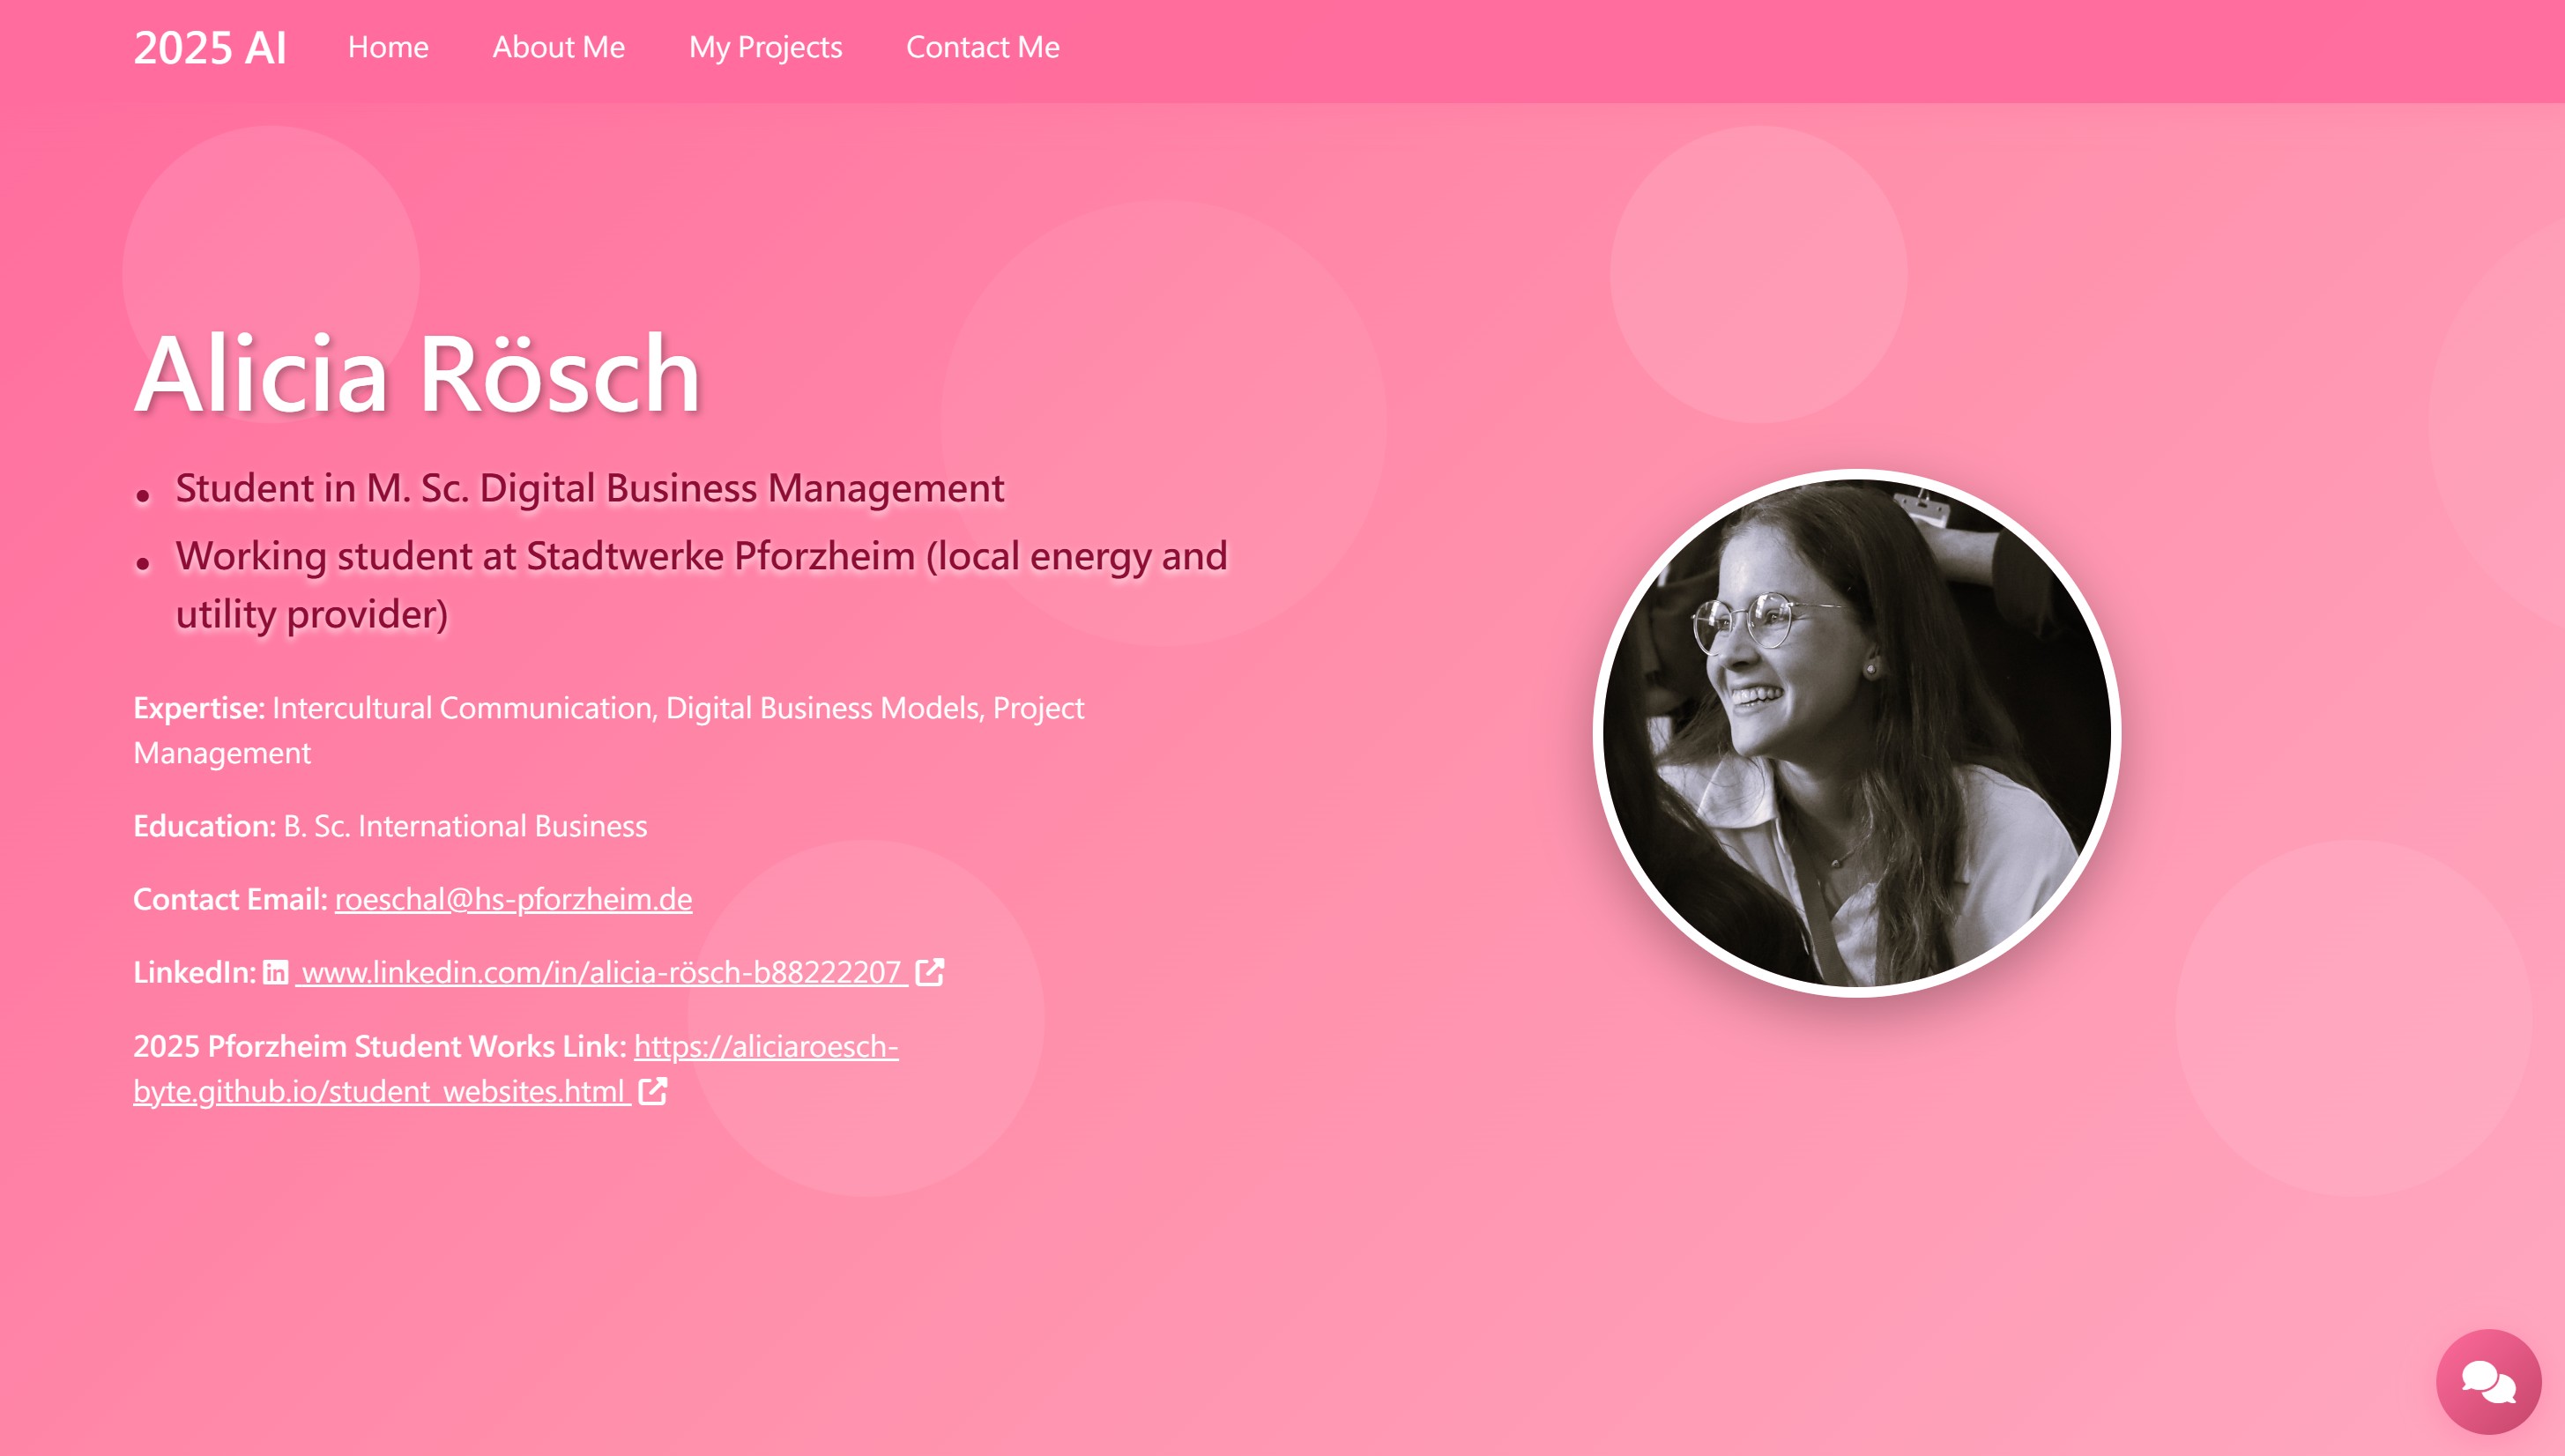 2025 AI Home About Me My Projects Contact Me
Alicia Rösch
• Student in M. Sc. Digital Business Management
• Working student at Stadtwerke Pforzheim (local energy and
utility provider)
Expertise: Intercultural Communication, Digital Business Models, Project
Management
Education: B. Sc. International Business
Contact Email: roeschal@hs-pforzheim.de
LinkedIn: in www.linkedin.com/in/alicia-rösch-b88222207
2025 Pforzheim Student Works Link: https://aliciaroesch-
byte.github.io/student_websites.html